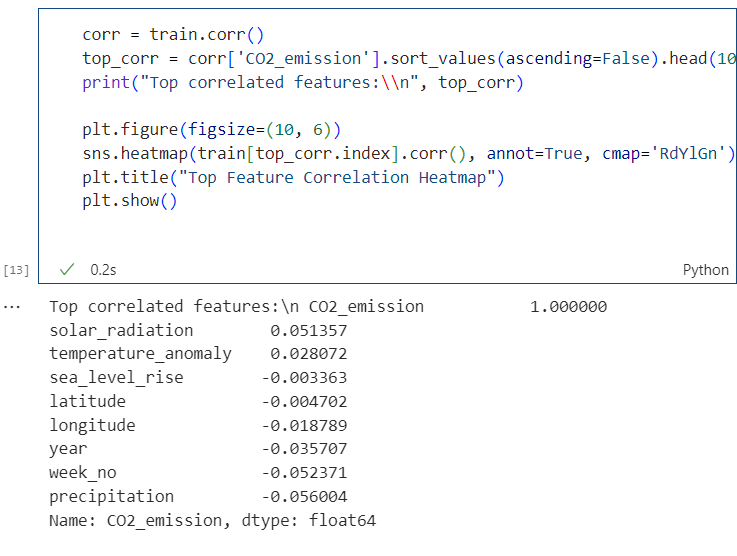 corr = train.corr()
top_corr = corr['CO2_emission'].sort_values(ascending=False).head(10
print("Top correlated features:\\n", top_corr)
plt.figure(figsize=(10, 6))
sns.heatmap(train[top_corr.index].corr(), annot=True, cmap='RdYlGn')
plt.title("Top Feature Correlation Heatmap")
plt.show()
[13] ✓ 0.2s Python
... Top correlated features:\n CO2_emission 1.000000
solar_radiation 0.051357
temperature_anomaly 0.028072
sea_level_rise -0.003363
latitude -0.004702
longitude -0.018789
year -0.035707
week_no -0.052371
precipitation -0.056004
Name: CO2_emission, dtype: float64